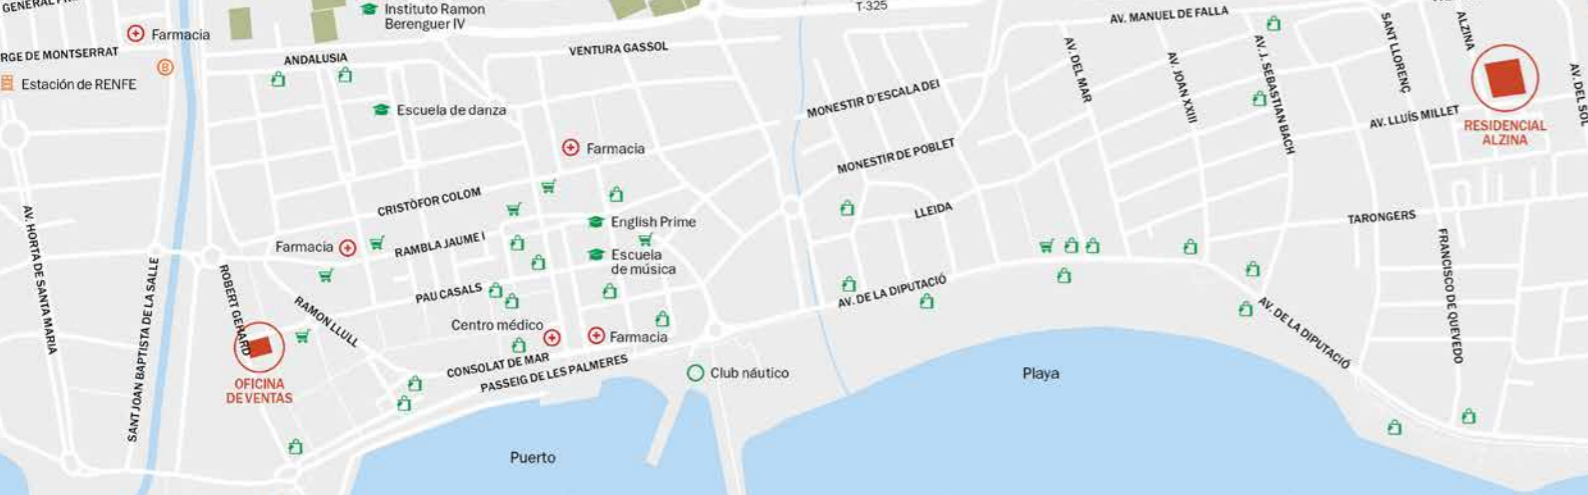 GENERAL PR
Instituto Ramon
Berenguer IV
T-325
Farmacia
RGE DE MONTSERRAT
B
Estación de RENFE
ANDALUSIA
VENTURA GASSOL
AV. MANUEL DE FALLA
AV. DEL MAR
AV. JOAN XXIII
AV. J. SEBASTIAN BACH
SANT LLORENÇ
ALZINA
AV. DEL SOL
Escuela de danza
MONESTIR D'ESCALA DEI
AV. LLUÍS MILLET
RESIDENCIAL
ALZINA
Farmacia
MONESTIR DE POBLET
CRISTÒFOR COLOM
LLEIDA
TARONGERS
English Prime
Farmacia
RAMBLA JAUME I
Escuela
de música
AV. HORTA DE SANTA MARIA
SANT JOAN BAPTISTA DE LA SALLE
ROBERT GERARD
RAMON LLULL
PAU CASALS
AV. DE LA DIPUTACIÓ
FRANCISCO DE QUEVEDO
AV. DE LA DIPUTACIÓ
Centro médico
Farmacia
CONSOLAT DE MAR
PASSEIG DE LES PALMERES
Club náutico
Playa
OFICINA
DE VENTAS
Puerto